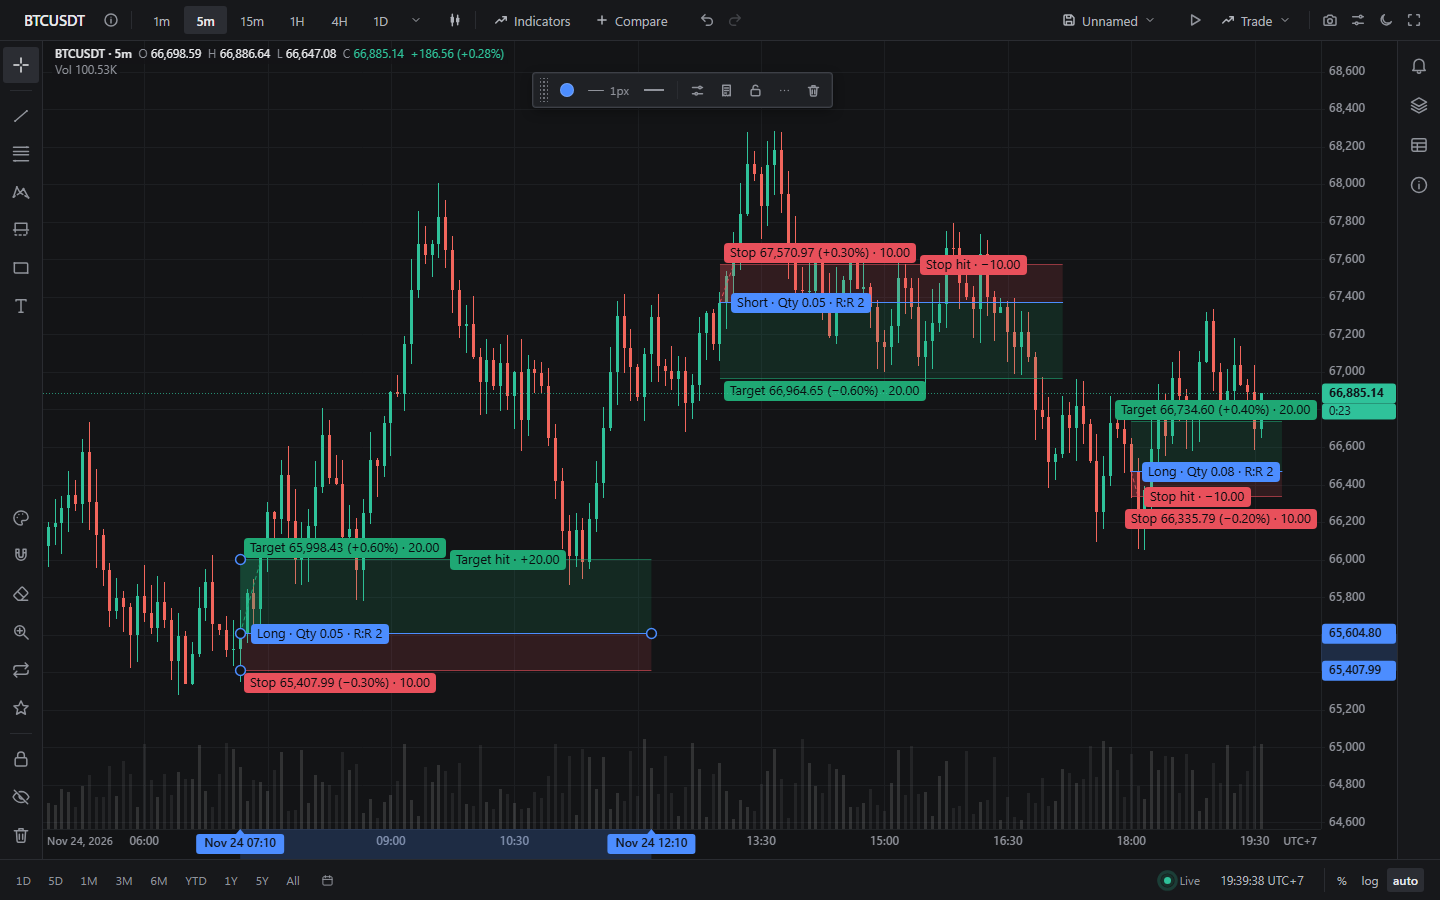 BTCUSDT 1m 5m 15m 1H 4H 1D Indicators Compare Unnamed Trade
BTCUSDT · 5m O 66,698.59 H 66,886.64 L 66,647.08 C 66,885.14 +186.56 (+0.28%)
Vol 100.53K
1px
68,600
68,400
68,200
68,000
67,800
67,600
67,400
67,200
67,000
66,885.14
0:23
66,600
66,400
66,200
66,000
65,800
65,604.80
65,407.99
65,200
65,000
64,800
64,600
Stop 67,570.97 (+0.30%) · 10.00
Stop hit · −10.00
Short · Qty 0.05 · R:R 2
Target 66,964.65 (−0.60%) · 20.00
Target 66,734.60 (+0.40%) · 20.00
Long · Qty 0.08 · R:R 2
Stop hit · −10.00
Stop 66,335.79 (−0.20%) · 10.00
Target 65,998.43 (+0.60%) · 20.00
Target hit · +20.00
Long · Qty 0.05 · R:R 2
Stop 65,407.99 (−0.30%) · 10.00
Nov 24, 2026 06:00 Nov 24 07:10 09:00 10:30 Nov 24 12:10 13:30 15:00 16:30 18:00 19:30 UTC+7
1D 5D 1M 3M 6M YTD 1Y 5Y All Live 19:39:38 UTC+7 % log auto